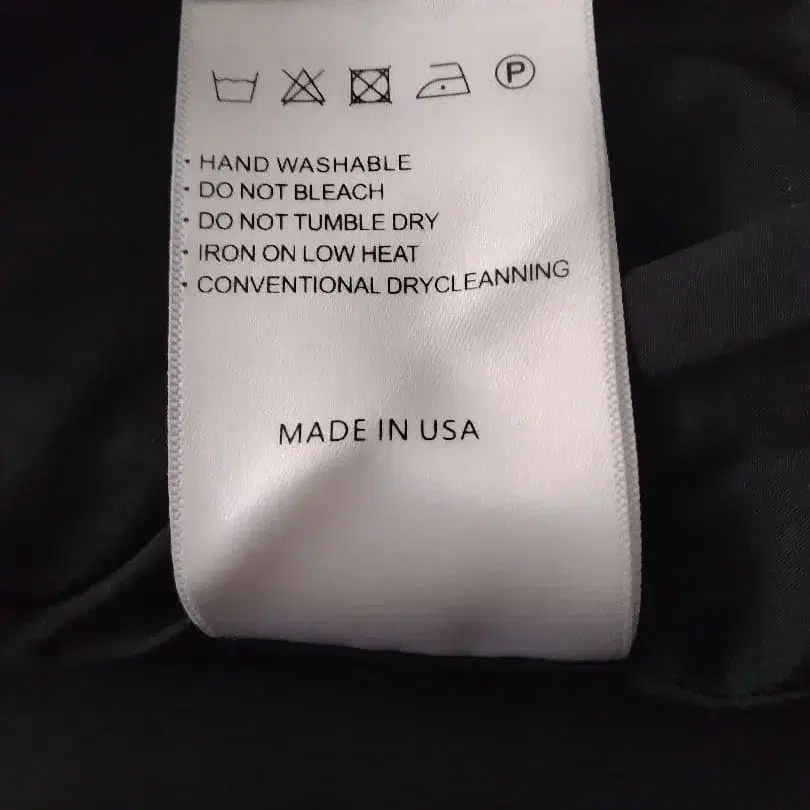 P
· HAND WASHABLE
· DO NOT BLEACH
· DO NOT TUMBLE DRY
· IRON ON LOW HEAT
· CONVENTIONAL DRYCLEANNING
MADE IN USA